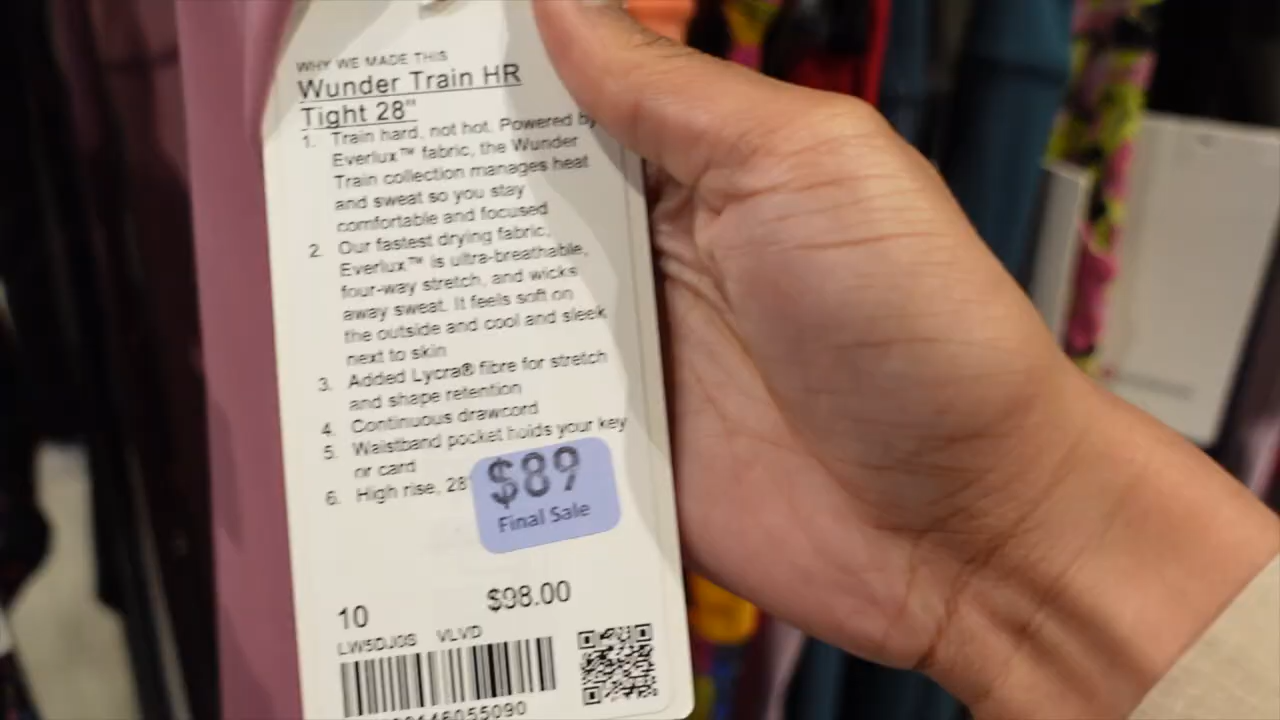 WHY WE MADE THIS
Wunder Train HR
Tight 28"
1. Train hard, not hot. Powered by
Everlux™ fabric, the Wunder
Train collection manages heat
and sweat so you stay
comfortable and focused
2. Our fastest drying fabric,
Everlux™ is ultra-breathable,
four-way stretch, and wicks
away sweat. It feels soft on
the outside and cool and sleek
next to skin
3. Added Lycra® fibre for stretch
and shape retention
4. Continuous drawcord
5. Waistband pocket holds your key
or card
6. High rise, 28"
$89
Final Sale
10 $98.00
LW5DJ0S VLVD